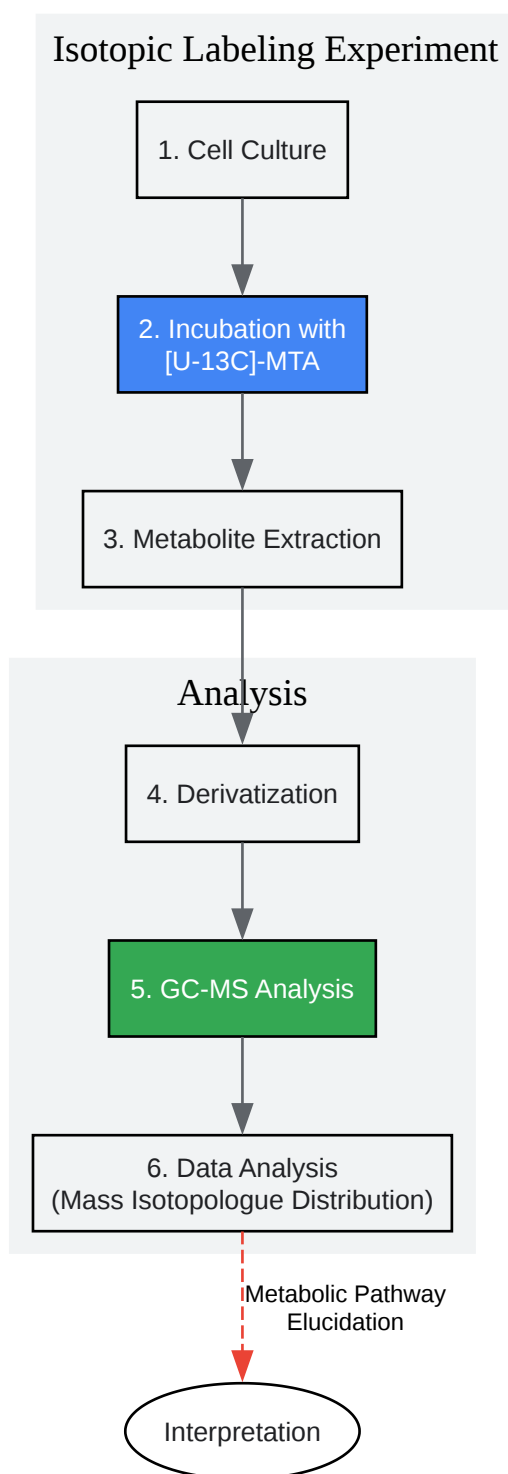 Isotopic Labeling Experiment
1. Cell Culture
2. Incubation with
[U-13C]-MTA
3. Metabolite Extraction
Analysis
4. Derivatization
5. GC-MS Analysis
6. Data Analysis
(Mass Isotopologue Distribution)
Metabolic Pathway
Elucidation
Interpretation